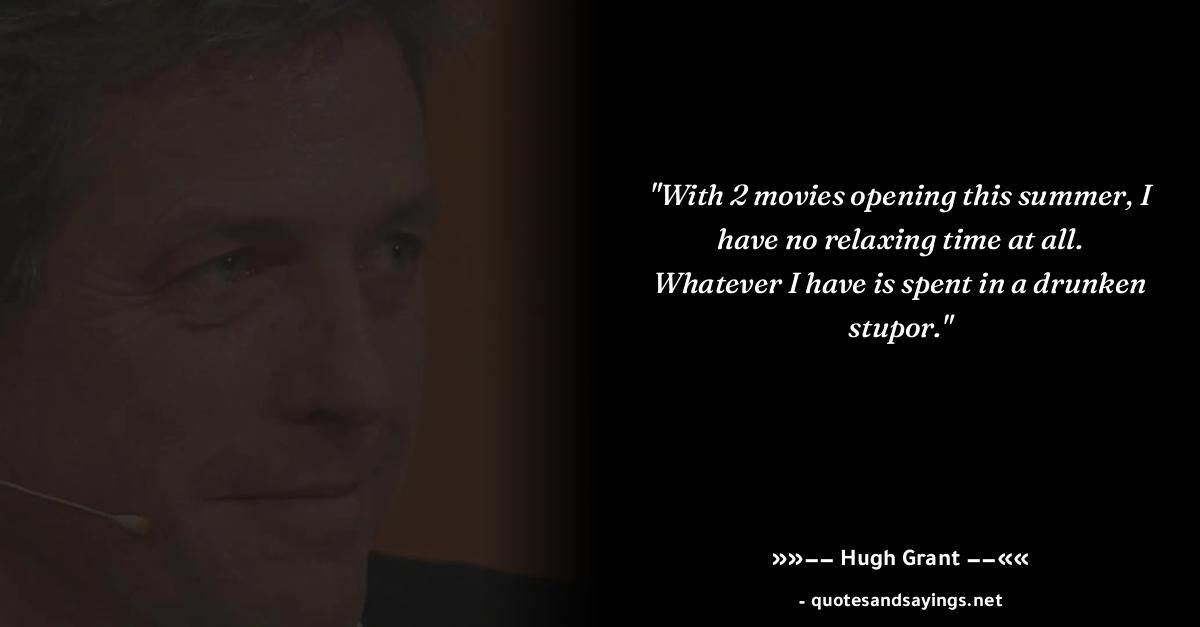 "With 2 movies opening this summer, I
have no relaxing time at all.
Whatever I have is spent in a drunken
stupor."
»»–– Hugh Grant ––««
- quotesandsayings.net